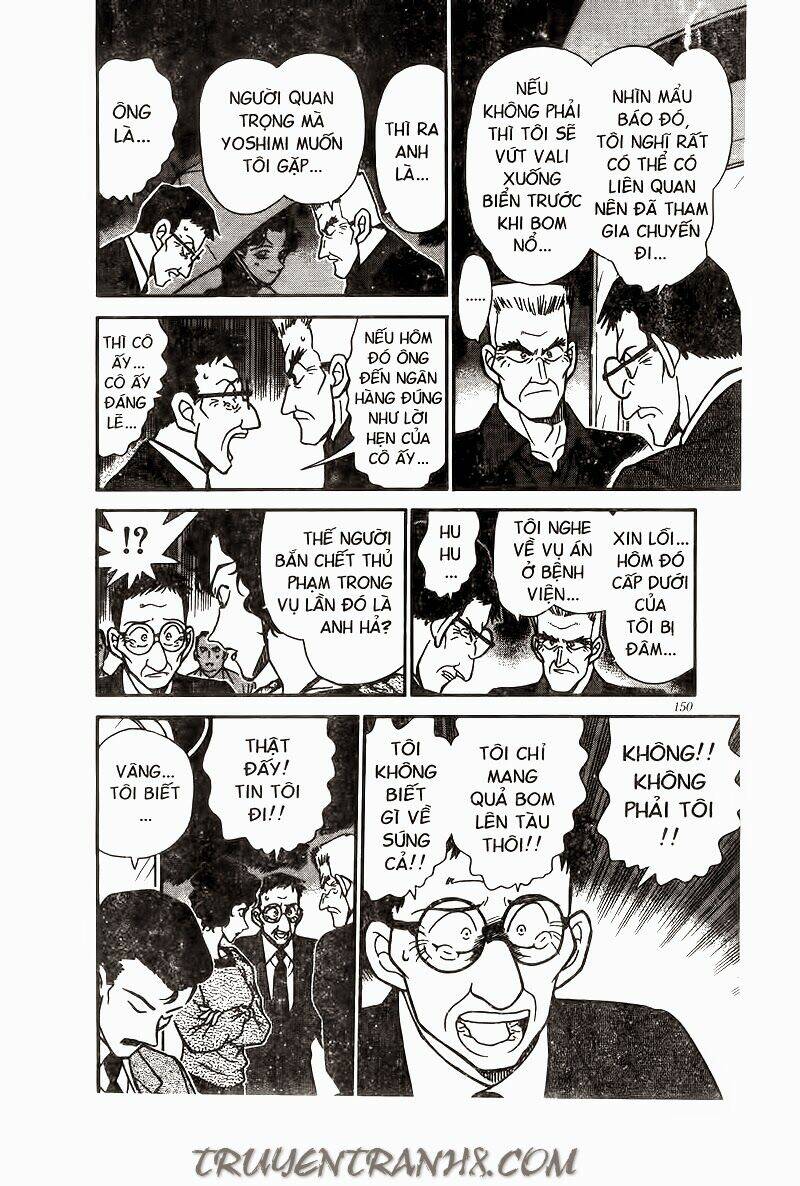 NHÌN MẨU
BÁO ĐÓ,
TÔI NGHĨ RẤT
CÓ THỂ CÓ
LIÊN QUAN
NÊN ĐÃ THAM
GIA CHUYẾN
ĐI...
NẾU
KHÔNG PHẢI
THÌ TÔI SẼ
VỨT VALI
XUỐNG
BIỂN TRƯỚC
KHI BOM
NỔ...
......
THÌ RA
ANH
LÀ...
NGƯỜI QUAN
TRỌNG MÀ
YOSHIMI MUỐN
TÔI GẶP...
ÔNG
LÀ...
NẾU HÔM
ĐÓ ÔNG
ĐẾN NGÂN
HÀNG ĐÚNG
NHƯ LỜI
HẸN CỦA
CÔ ẤY...
THÌ CÔ
ẤY...
CÔ ẤY
ĐÁNG
LẼ...
XIN LỖI...
HÔM ĐÓ
CẤP DƯỚI
CỦA
TÔI BỊ
ĐÂM...
TÔI NGHE
VỀ VỤ ÁN
Ở BỆNH
VIỆN...
HU
HU
...
THẾ NGƯỜI
BẮN CHẾT THỦ
PHẠM TRONG
VỤ LẦN ĐÓ LÀ
ANH HẢ?
!?
150
KHÔNG!!
KHÔNG
PHẢI TÔI
!!
TÔI CHỈ
MANG
QUẢ BOM
LÊN TÀU
THÔI!!
TÔI
KHÔNG
BIẾT
GÌ VỀ
SÚNG
CẢ!!
THẬT
ĐẤY!
TIN TÔI
ĐI!!
VÂNG...
TÔI BIẾT
...
TRUYENTRANH8.COM